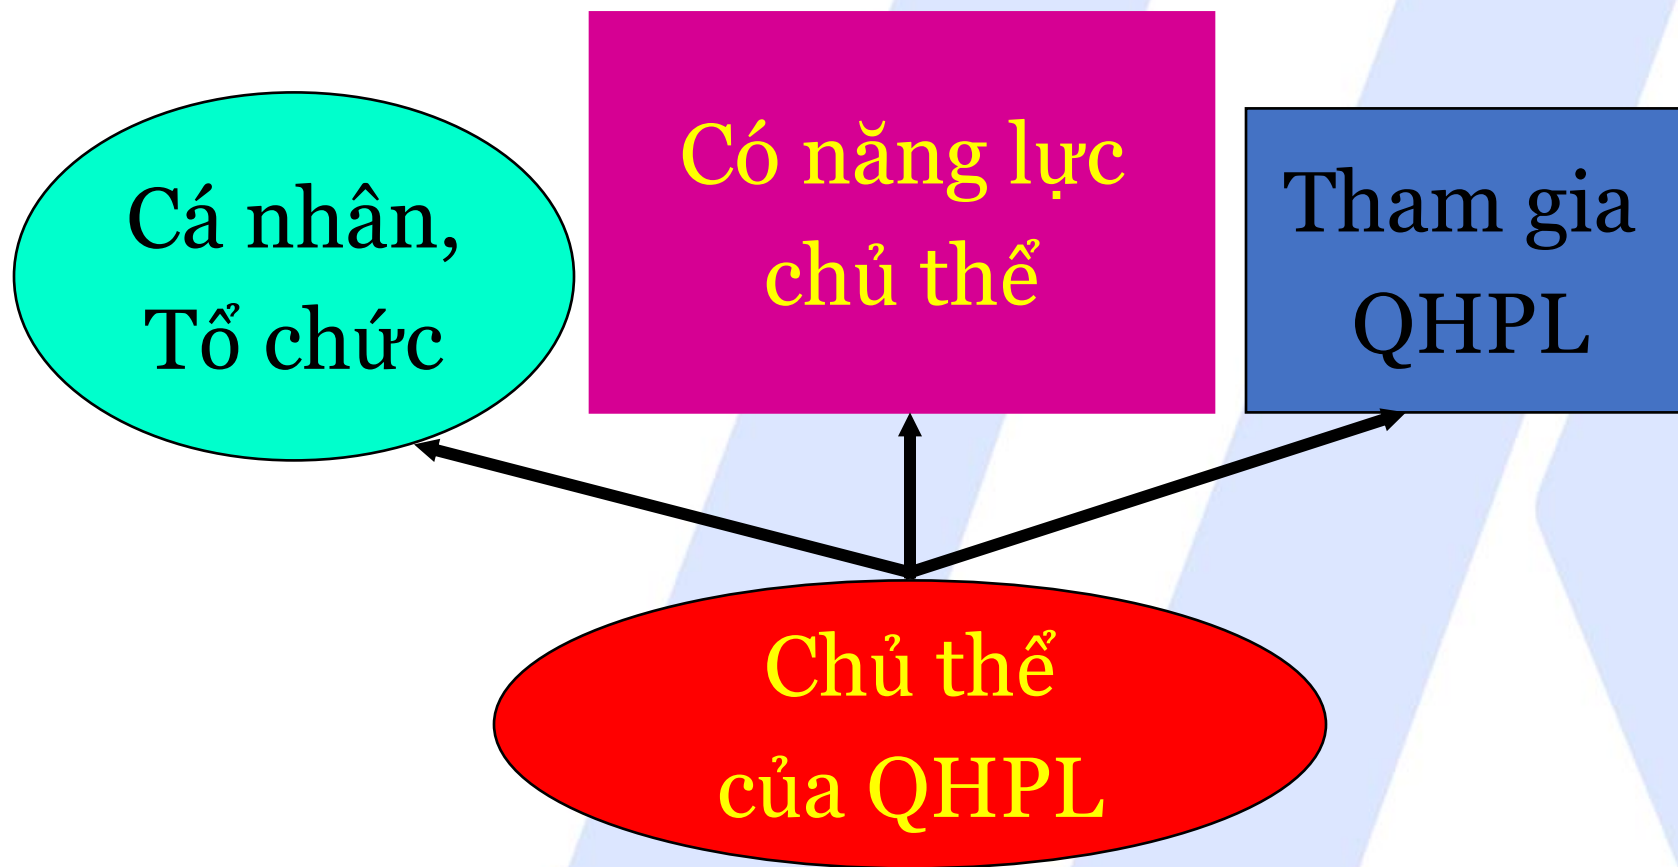 Cá nhân,
Tổ chức
Có năng lực
chủ thể
Tham gia
QHPL
Chủ thể
của QHPL